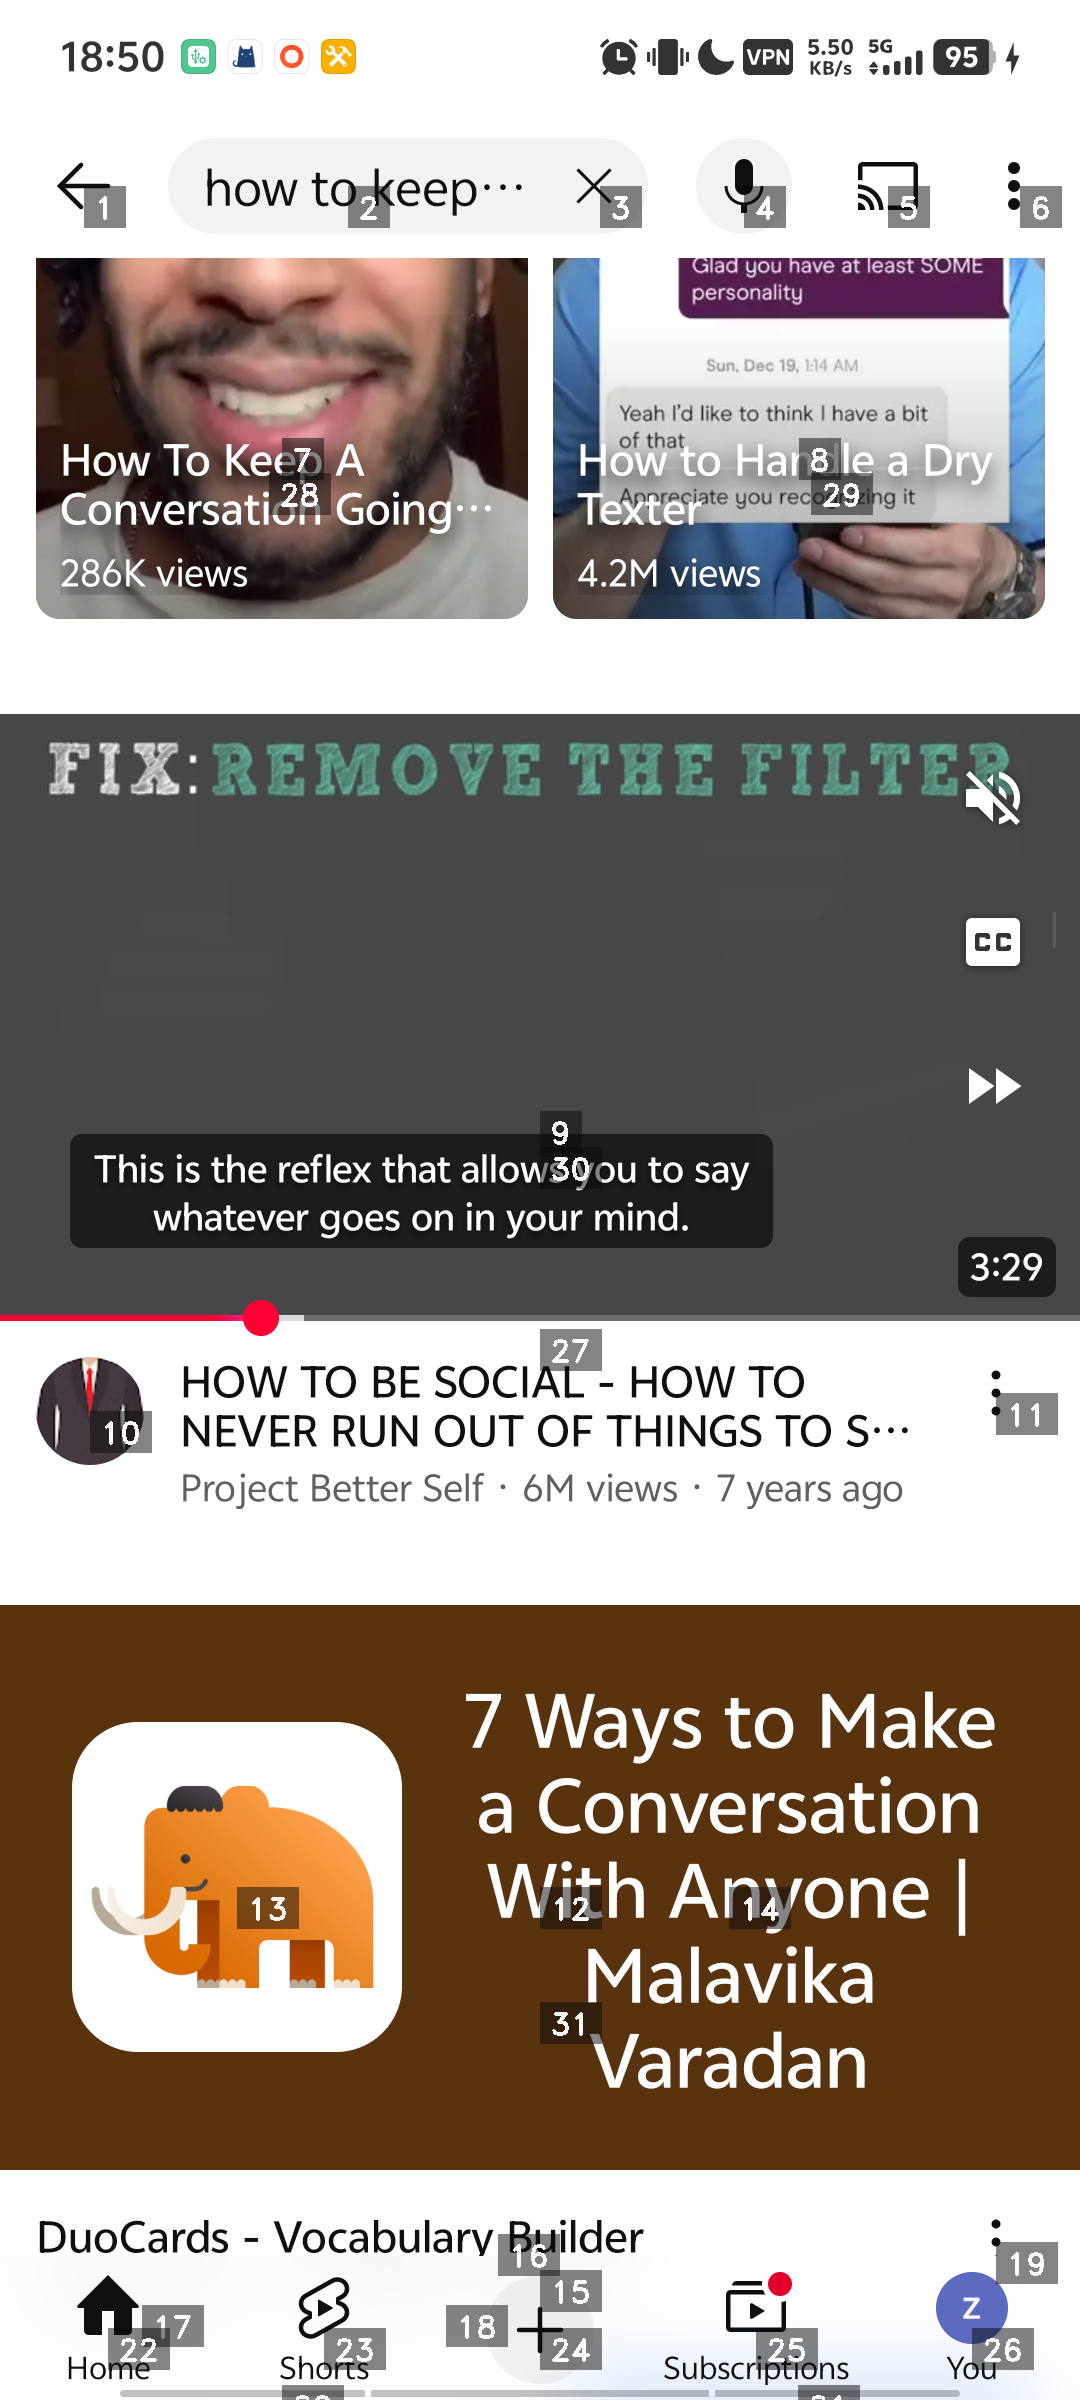 18:50
VPN
5.50 KB/s
5G
95
how to keep...
1
2
3
4
5
6
Glad you have at least SOME
personality
Sun, Dec 19, 1:14 AM
Yeah I'd like to think I have a bit
of that
Appreciate you recognizing it
How To Keep A
Conversation Going...
286K views
7
28
How to Handle a Dry
Texter
4.2M views
8
29
FIX: REMOVE THE FILTER
CC
9
30
This is the reflex that allows you to say
whatever goes on in your mind.
3:29
27
HOW TO BE SOCIAL - HOW TO
NEVER RUN OUT OF THINGS TO S...
Project Better Self · 6M views · 7 years ago
10
11
7 Ways to Make
a Conversation
With Anyone |
Malavika
Varadan
13
12
14
31
DuoCards - Vocabulary Builder
16
19
15
17
18
Z
22
23
24
25
26
Home
Shorts
Subscriptions
You